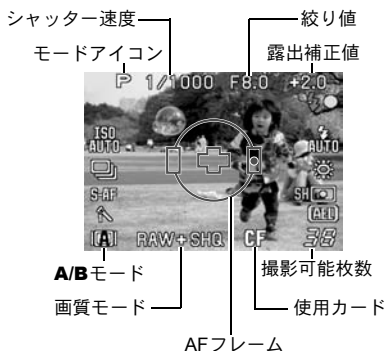 シャッター速度 絞り値
モードアイコン 露出補正値
P 1/1000 F8.0 +2.0
ISO
AUTO AUTO
S-AF SH
AEL
[A] RAW+SHQ CF 38
A/Bモード 撮影可能枚数
画質モード 使用カード
AFフレーム